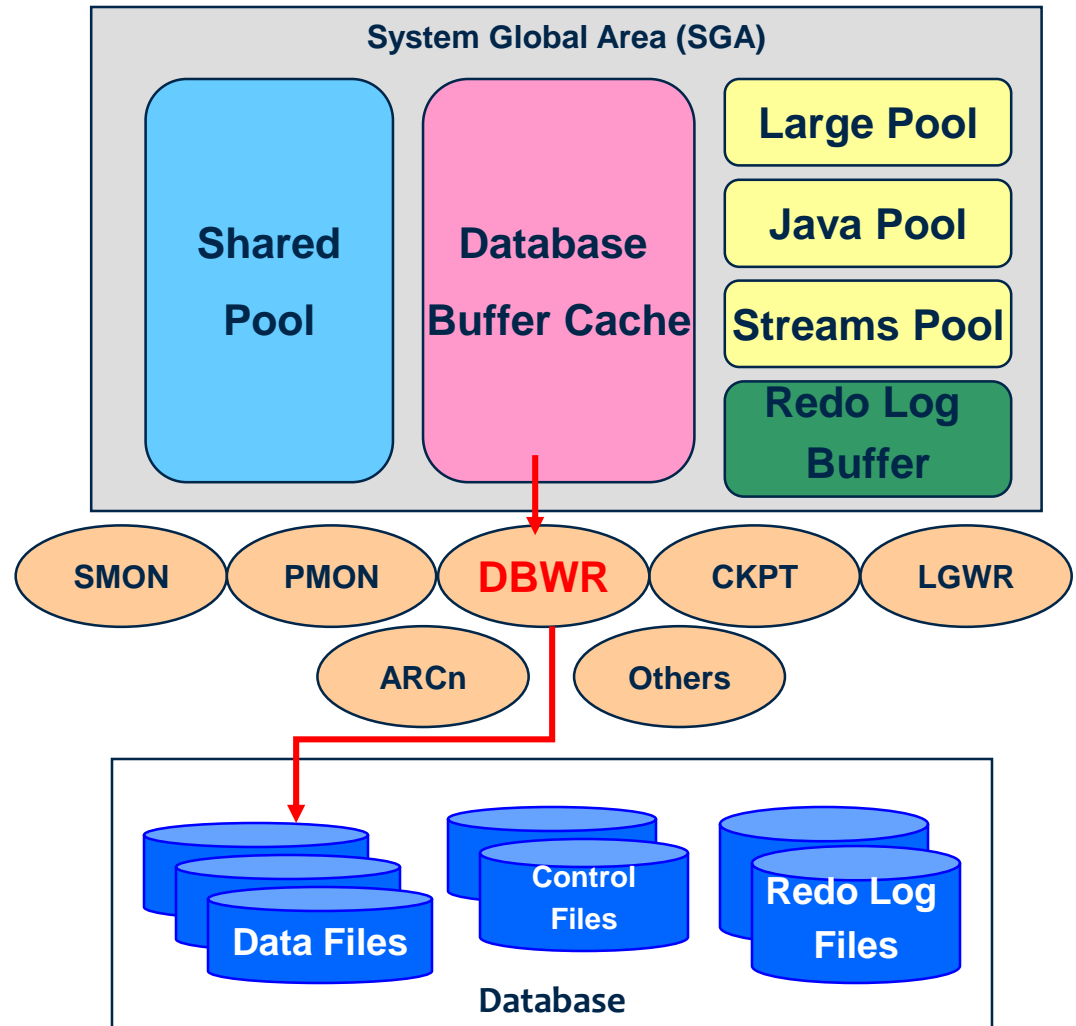 System Global Area (SGA)
Shared
Pool
Database
Buffer Cache
Large Pool
Java Pool
Streams Pool
Redo Log
Buffer
SMON
PMON
DBWR
CKPT
LGWR
ARCn
Others
Data Files
Control
Files
Redo Log
Files
Database